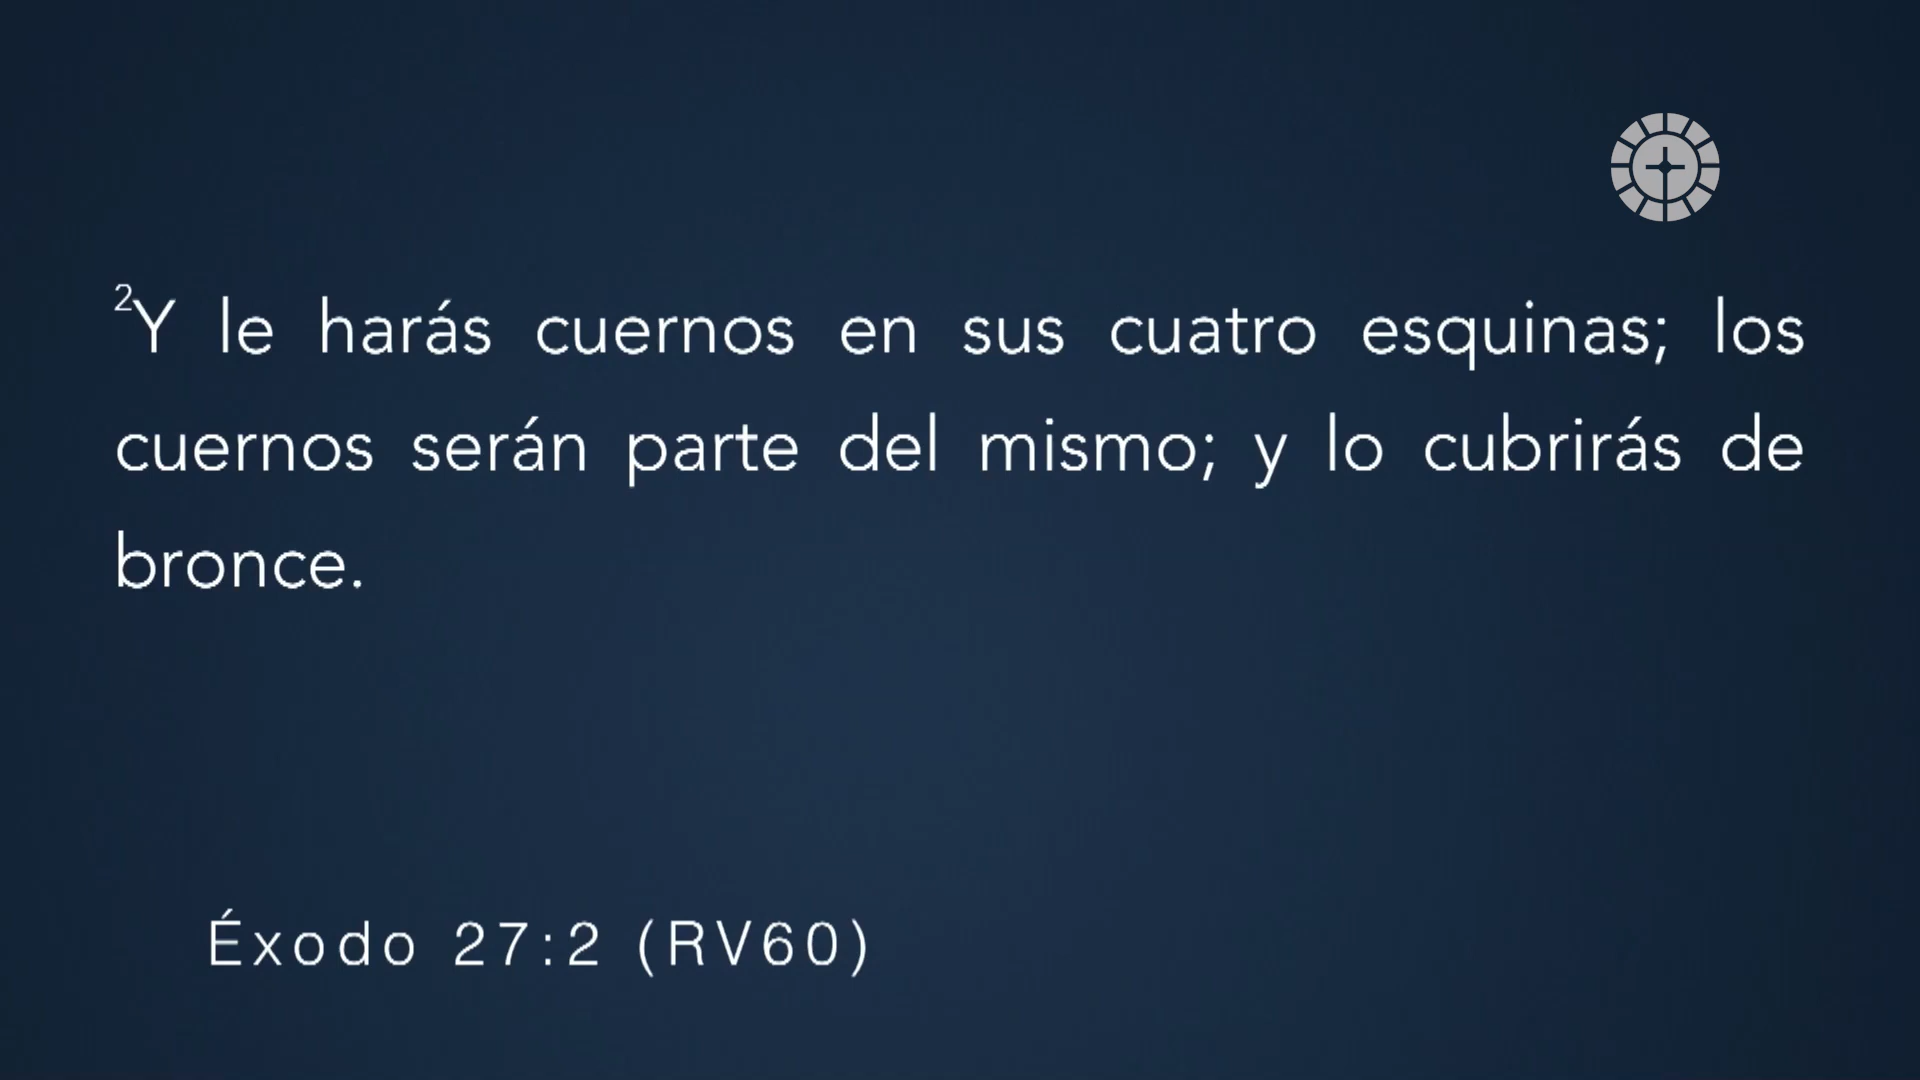 ²Y le harás cuernos en sus cuatro esquinas; los
cuernos serán parte del mismo; y lo cubrirás de
bronce.
Éxodo 27:2 (RV60)